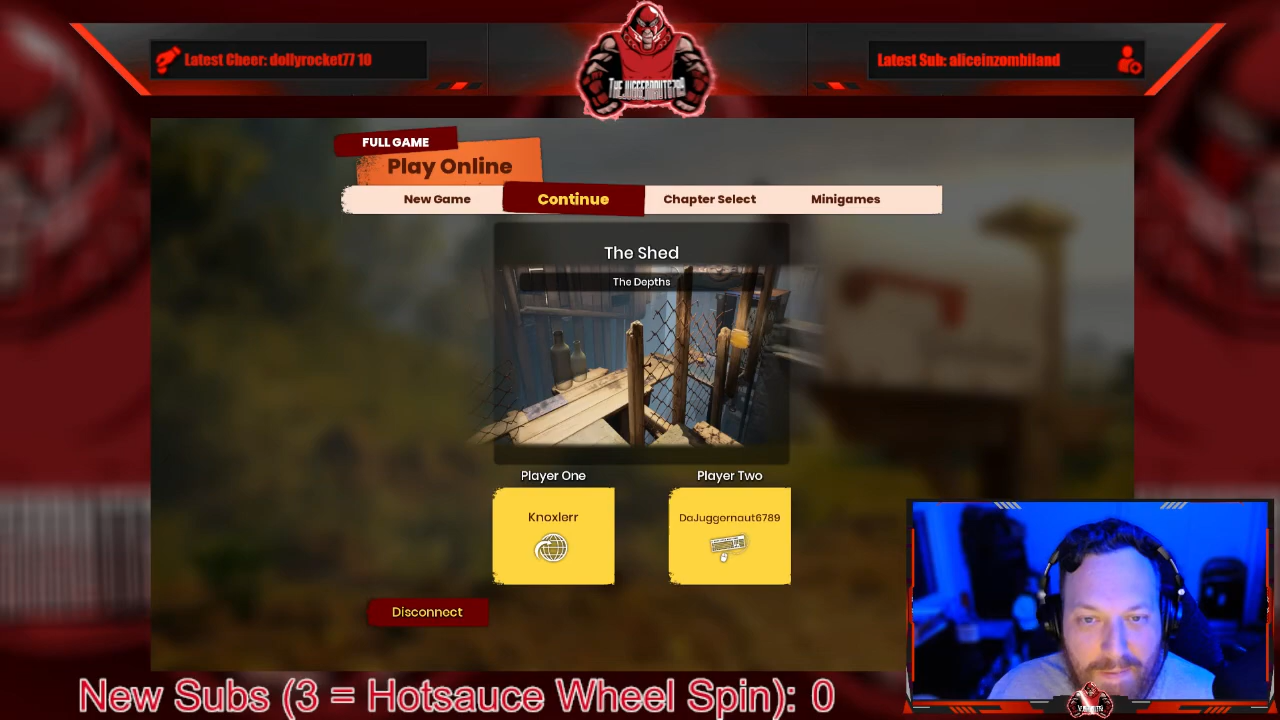 Latest Cheer: dollyrocket77 10
THEJUGGERNAUT6789
Latest Sub: aliceinzombiland
FULL GAME
Play Online
New Game
Continue
Chapter Select
Minigames
The Shed
The Depths
Player One
Player Two
Knoxlerr
DaJuggernaut6789
Disconnect
New Subs (3 = Hotsauce Wheel Spin): 0